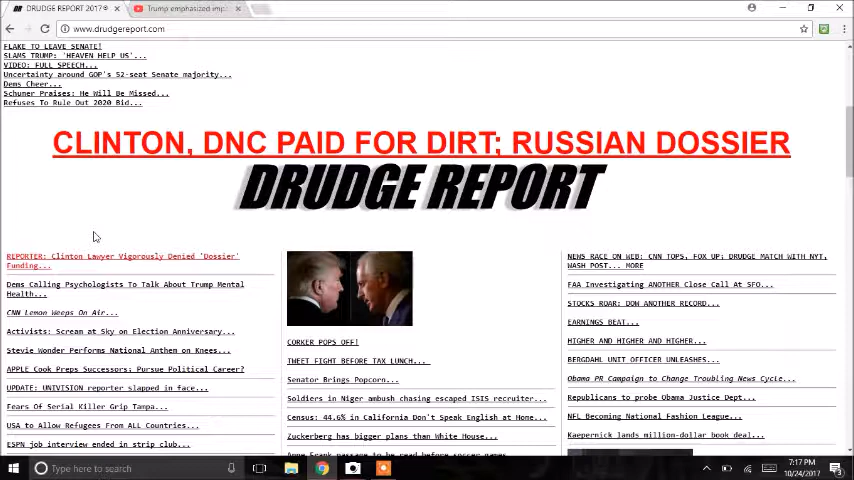 DRUDGE REPORT 2017®
Trump emphasized imp
www.drudgereport.com
FLAKE TO LEAVE SENATE!
SLAMS TRUMP: 'HEAVEN HELP US'...
VIDEO: FULL SPEECH...
Uncertainty around GOP's 52-seat Senate majority...
Dems Cheer...
Schumer Praises: He Will Be Missed...
Refuses To Rule Out 2020 Bid...
CLINTON, DNC PAID FOR DIRT; RUSSIAN DOSSIER
DRUDGE REPORT
REPORTER: Clinton Lawyer Vigorously Denied 'Dossier'
Funding...
Dems Calling Psychologists To Talk About Trump Mental
Health...
CNN Lemon Weeps On Air...
Activists: Scream at Sky on Election Anniversary...
Stevie Wonder Performs National Anthem on Knees...
APPLE Cook Preps Successors; Pursue Political Career?
UPDATE: UNIVISION reporter slapped in face...
Fears Of Serial Killer Grip Tampa...
USA to Allow Refugees From ALL Countries...
ESPN job interview ended in strip club...
CORKER POPS OFF!
TWEET FIGHT BEFORE TAX LUNCH...
Senator Brings Popcorn...
Soldiers in Niger ambush chasing escaped ISIS recruiter...
Census: 44.6% in California Don't Speak English at Home...
Zuckerberg has bigger plans than White House...
Anne Frank passage to be read before soccer games
NEWS RACE ON WEB: CNN TOPS, FOX UP; DRUDGE MATCH WITH NYT,
WASH POST... MORE
FAA Investigating ANOTHER Close Call At SFO...
STOCKS ROAR: DOW ANOTHER RECORD...
EARNINGS BEAT...
HIGHER AND HIGHER AND HIGHER...
BERGDAHL UNIT OFFICER UNLEASHES...
Obama PR Campaign to Change Troubling News Cycle...
Republicans to probe Obama Justice Dept...
NFL Becoming National Fashion League...
Kaepernick lands million-dollar book deal...
Type here to search
7:17 PM
10/24/2017
3